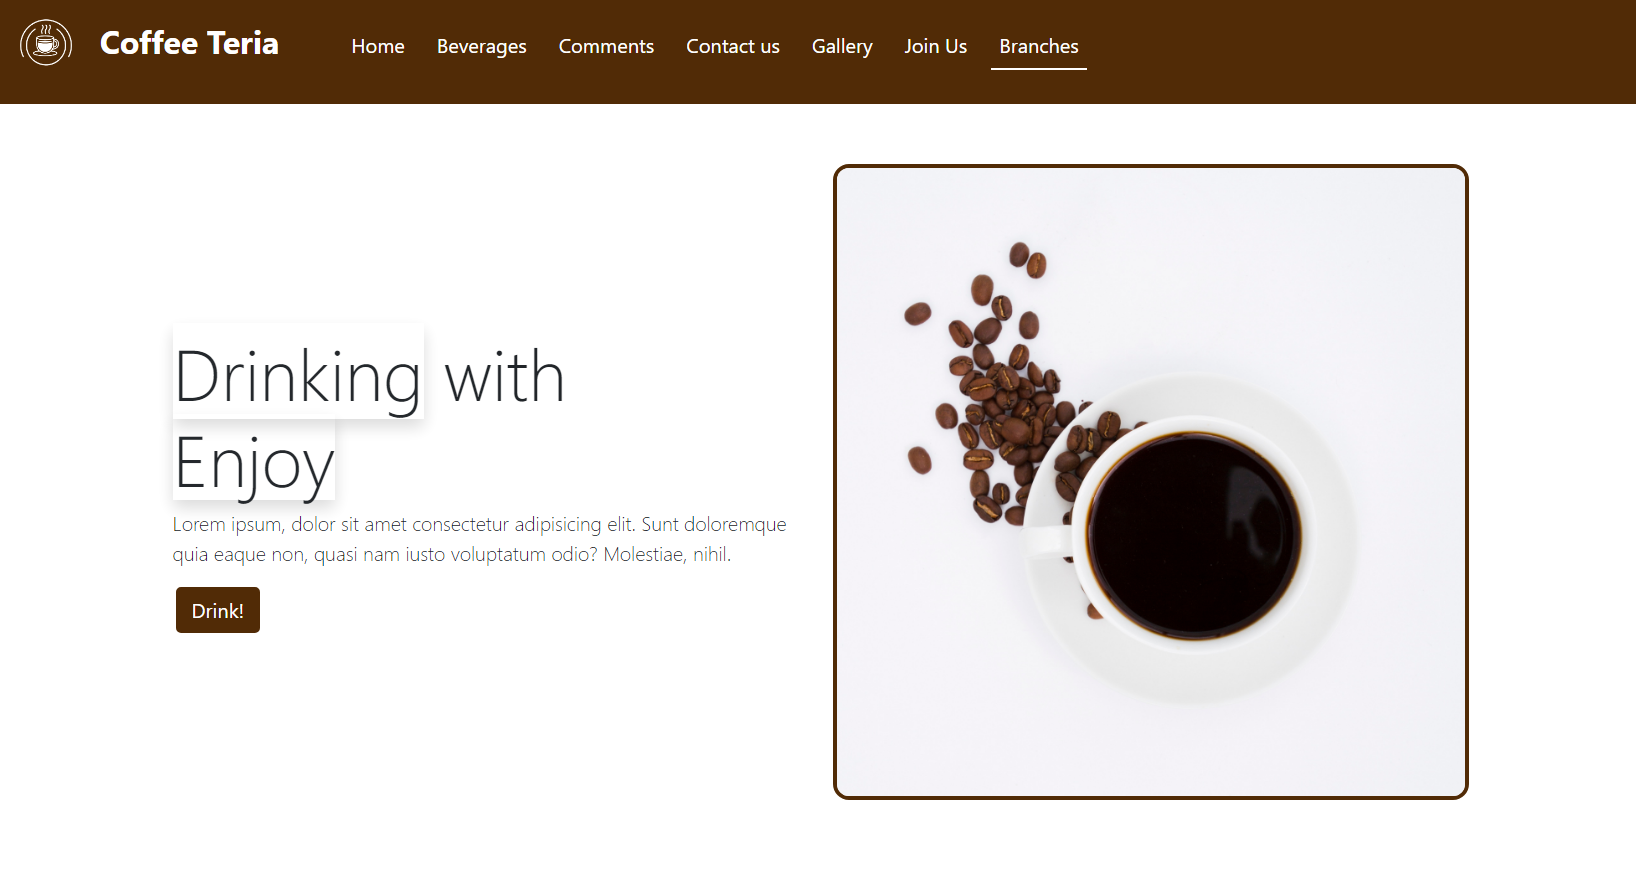 Coffee Teria Home Beverages Comments Contact us Gallery Join Us Branches
Drinking with
Enjoy
Lorem ipsum, dolor sit amet consectetur adipisicing elit. Sunt doloremque
quia eaque non, quasi nam iusto voluptatum odio? Molestiae, nihil.
Drink!